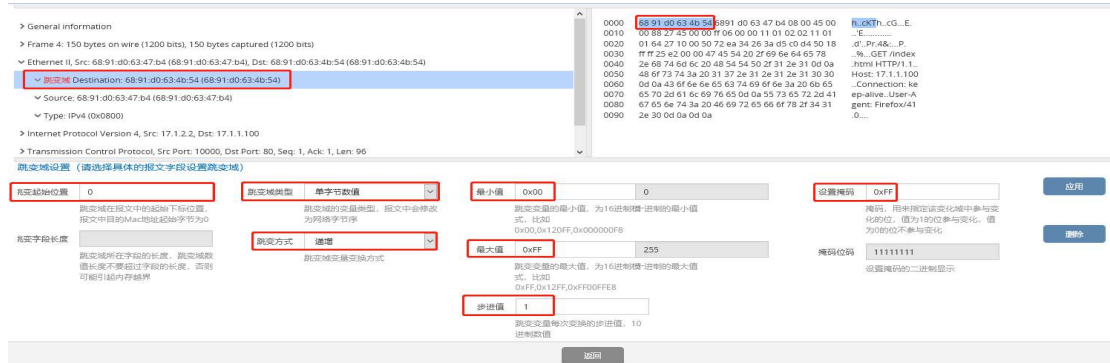 > General information
> Frame 4: 150 bytes on wire (1200 bits), 150 bytes captured (1200 bits)
Ethernet II, Src: 68:91:d0:63:47:b4 (68:91:d0:63:47:b4), Dst: 68:91:d0:63:4b:54 (68:91:d0:63:4b:54)
跳变域 Destination: 68:91:d0:63:4b:54 (68:91:d0:63:4b:54)
Source: 68:91:d0:63:47:b4 (68:91:d0:63:47:b4)
Type: IPv4 (0x0800)
> Internet Protocol Version 4, Src: 17.1.2.2, Dst: 17.1.1.100
> Transmission Control Protocol, Src Port: 10000, Dst Port: 80, Seq: 1, Ack: 1, Len: 96
0000 68 91 d0 63 4b 54 6891 d0 63 47 b4 08 00 45 00 h..cKTh..cG...E.
0010 00 88 27 45 00 00 ff 06 00 00 11 01 02 02 11 01 ..'E............
0020 01 64 27 10 00 50 72 ea 34 26 3a d5 c0 d4 50 18 .d'..Pr.4&:...P.
0030 ff ff 25 e2 00 00 47 45 54 20 2f 69 6e 64 65 78 ..%...GET /index
0040 2e 68 74 6d 6c 20 48 54 54 50 2f 31 2e 31 0d 0a .html HTTP/1.1..
0050 48 6f 73 74 3a 20 31 37 2e 31 2e 31 2e 31 30 30 Host: 17.1.1.100
0060 0d 0a 43 6f 6e 6e 65 63 74 69 6f 6e 3a 20 6b 65 ..Connection: ke
0070 65 70 2d 61 6c 69 76 65 0d 0a 55 73 65 72 2d 41 ep-alive..User-A
0080 67 65 6e 74 3a 20 46 69 72 65 66 6f 78 2f 34 31 gent: Firefox/41
0090 2e 30 0d 0a 0d 0a .0....
跳变域设置 (请选择具体的报文字段设置跳变域)
变起始位置 0
跳变域在报文中的起始下标位置,
报文中目的Mac地址起始字节为0
变字段长度
跳变域所在字段的长度, 跳变域数
值长度不要超过字段的长度, 否则
可能引起内存越界
跳变域类型 单字节数值
跳变域的变量类型, 报文中会修改
为网络字节序
跳变方式 递增
跳变域变量变换方式
最小值 0x00 0
跳变变量的最小值, 为16进制格 进制的最小值
式, 比如
0x00,0x120FF,0x000000F8
最大值 0xFF 255
跳变变量的最大值, 为16进制格 进制的最大值
式, 比如
0xFF,0x12FF,0xFF00FFE8
步进值 1
跳变变量每次变换的步进值, 10
进制数值
设置掩码 0xFF
掩码, 用来指定该变化域中参与变
化的位, 值为1的位参与变化, 值
为0的位不参与变化
掩码位码 11111111
设置掩码的二进制显示
应用
删除
返回